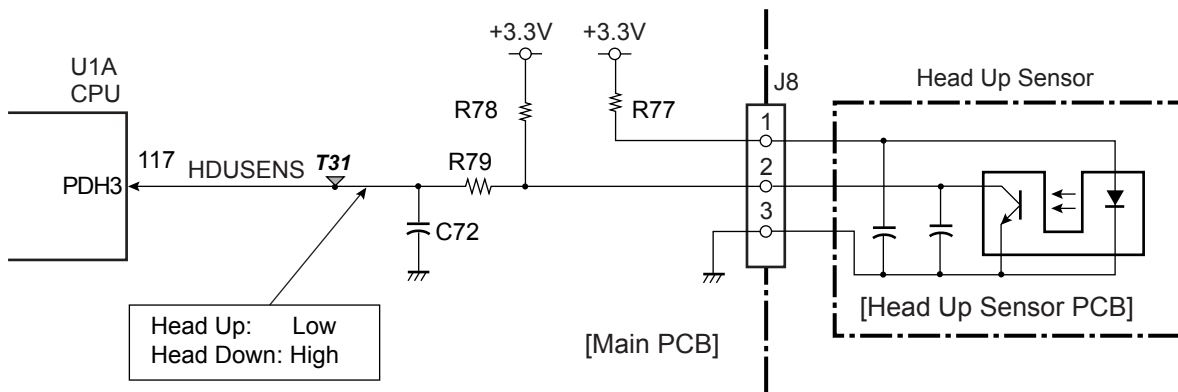 +3.3V
+3.3V
U1A
CPU
J8
Head Up Sensor
R78
R77
1
117
HDUSENS
T31
R79
2
PDH3
3
C72
Head Up: Low
Head Down: High
[Main PCB]
[Head Up Sensor PCB]